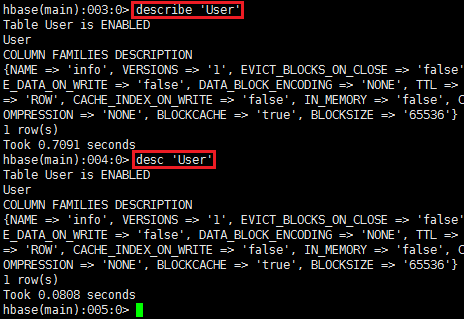 hbase(main):003:0> describe 'User'
Table User is ENABLED
User
COLUMN FAMILIES DESCRIPTION
{NAME => 'info', VERSIONS => '1', EVICT_BLOCKS_ON_CLOSE => 'false'
E_DATA_ON_WRITE => 'false', DATA_BLOCK_ENCODING => 'NONE', TTL =>
=> 'ROW', CACHE_INDEX_ON_WRITE => 'false', IN_MEMORY => 'false', C
OMPRESSION => 'NONE', BLOCKCACHE => 'true', BLOCKSIZE => '65536'}
1 row(s)
Took 0.7091 seconds
hbase(main):004:0> desc 'User'
Table User is ENABLED
User
COLUMN FAMILIES DESCRIPTION
{NAME => 'info', VERSIONS => '1', EVICT_BLOCKS_ON_CLOSE => 'false'
E_DATA_ON_WRITE => 'false', DATA_BLOCK_ENCODING => 'NONE', TTL =>
=> 'ROW', CACHE_INDEX_ON_WRITE => 'false', IN_MEMORY => 'false', C
OMPRESSION => 'NONE', BLOCKCACHE => 'true', BLOCKSIZE => '65536'}
1 row(s)
Took 0.0808 seconds
hbase(main):005:0>